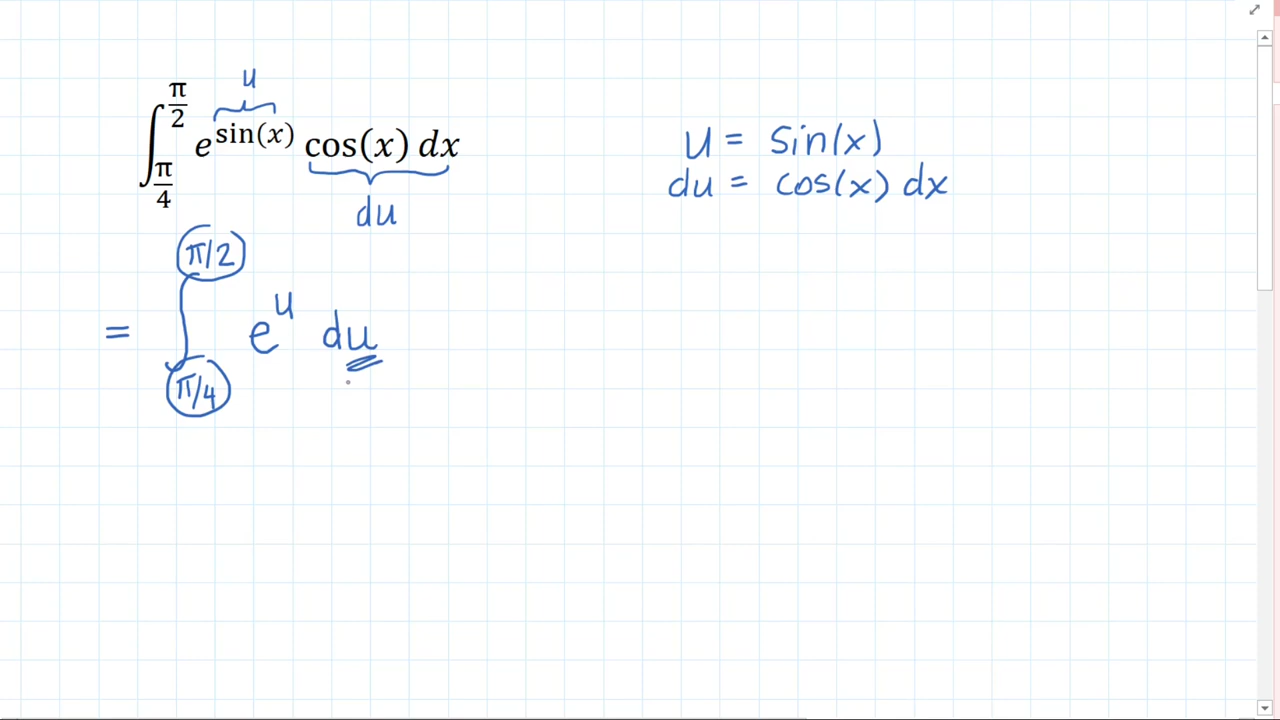 u
∫_{π/4}^{π/2} e^{sin(x)} cos(x) dx
du
u = sin(x)
du = cos(x) dx
= ∫_{π/4}^{π/2} e^u du